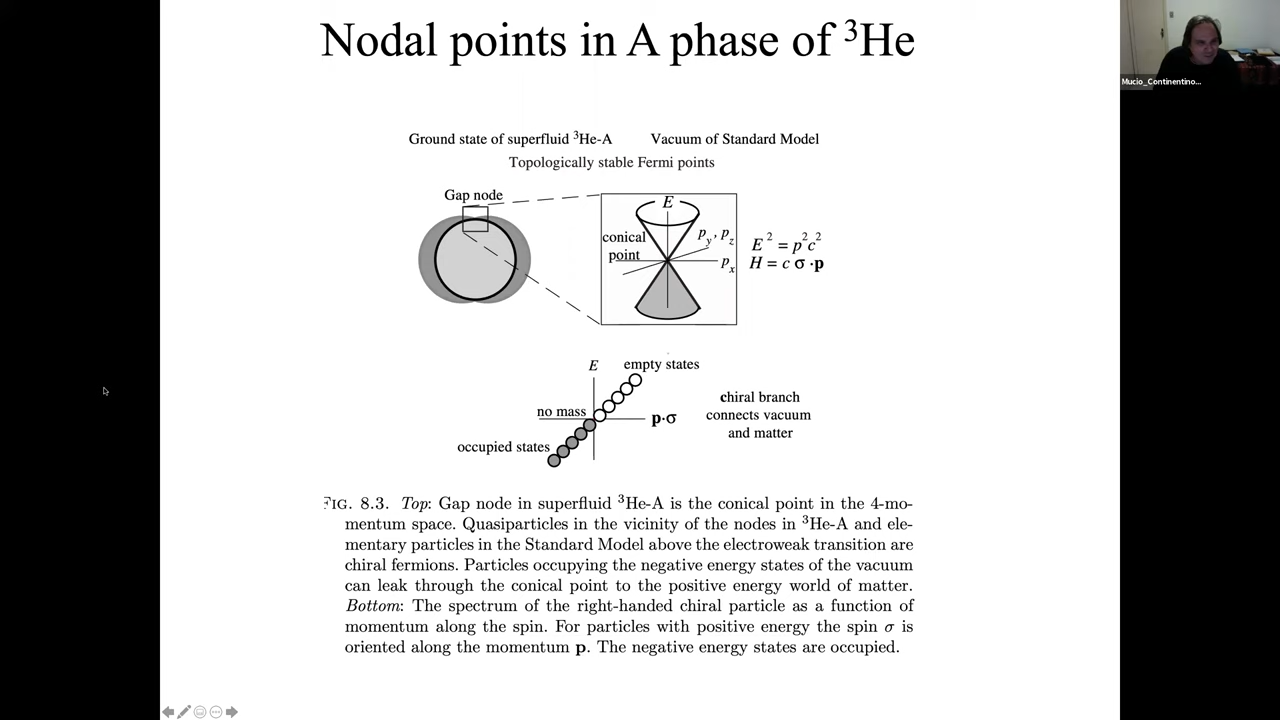 Nodal points in A phase of ³He
Mucio_Continentino...
Ground state of superfluid ³He-A Vacuum of Standard Model
Topologically stable Fermi points
Gap node
E
conical
point
p_y, p_z
p_x
E² = p²c²
H = c σ·p
E empty states
no mass
p·σ
occupied states
chiral branch
connects vacuum
and matter
FIG. 8.3. Top: Gap node in superfluid ³He-A is the conical point in the 4-mo-
mentum space. Quasiparticles in the vicinity of the nodes in ³He-A and ele-
mentary particles in the Standard Model above the electroweak transition are
chiral fermions. Particles occupying the negative energy states of the vacuum
can leak through the conical point to the positive energy world of matter.
Bottom: The spectrum of the right-handed chiral particle as a function of
momentum along the spin. For particles with positive energy the spin σ is
oriented along the momentum p. The negative energy states are occupied.